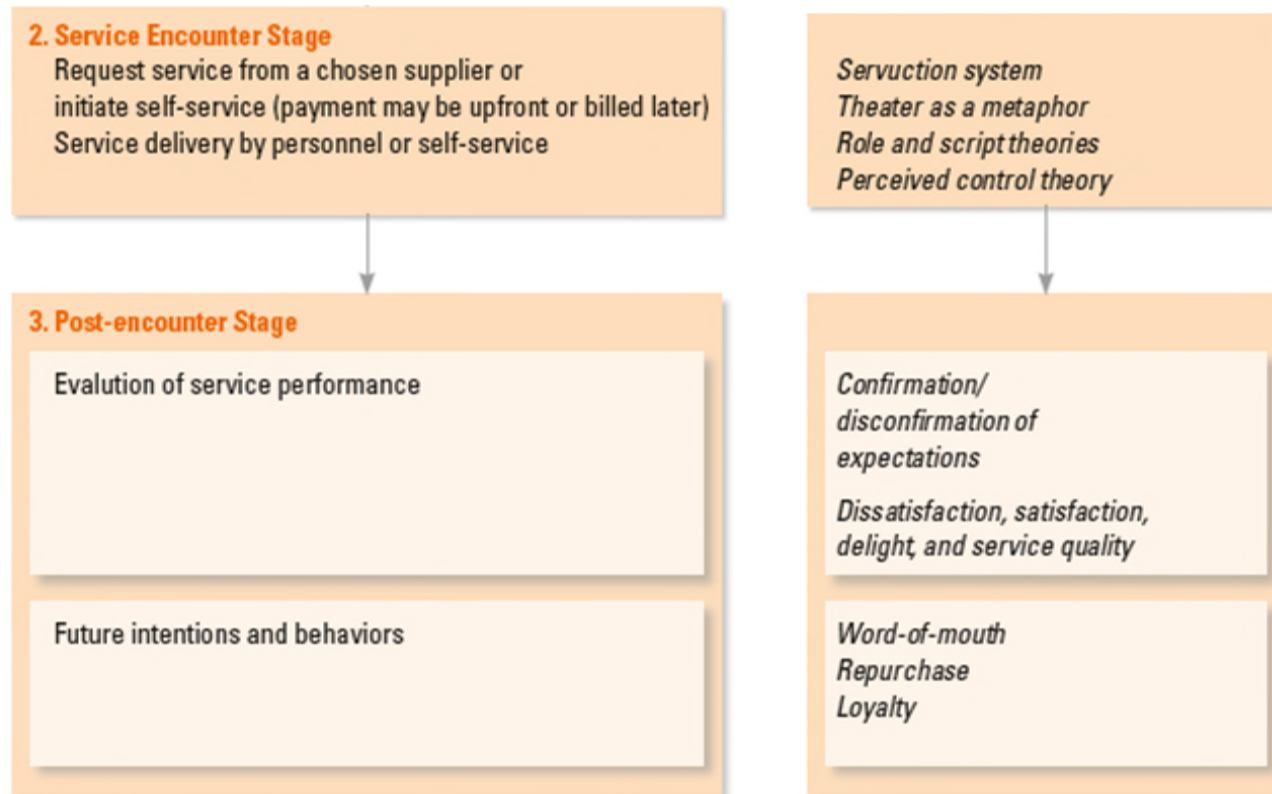 2. Service Encounter Stage
Request service from a chosen supplier or
initiate self-service (payment may be upfront or billed later)
Service delivery by personnel or self-service
Servuction system
Theater as a metaphor
Role and script theories
Perceived control theory
3. Post-encounter Stage
Evalution of service performance
Confirmation/
disconfirmation of
expectations
Dissatisfaction, satisfaction,
delight, and service quality
Future intentions and behaviors
Word-of-mouth
Repurchase
Loyalty